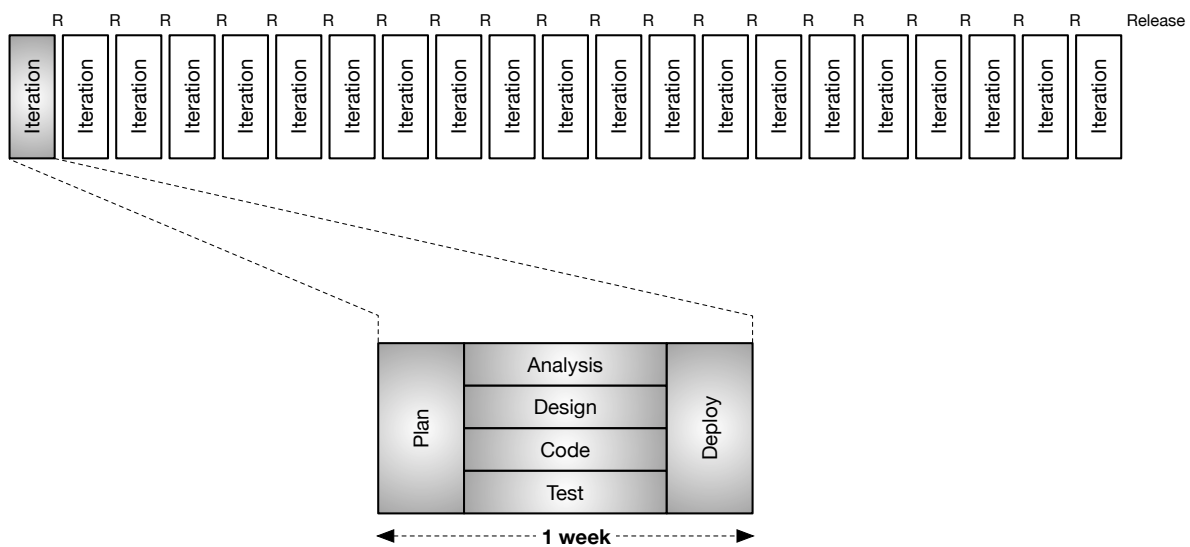 R R R R R R R R R R R R R R R R R R R R Release
Iteration Iteration Iteration Iteration Iteration Iteration Iteration Iteration Iteration Iteration Iteration Iteration Iteration Iteration Iteration Iteration Iteration Iteration Iteration Iteration Iteration
Plan
Analysis
Design
Code
Test
Deploy
1 week